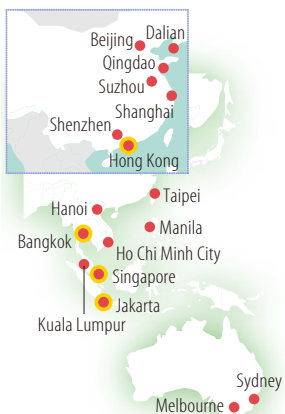 Beijing
Dalian
Qingdao
Suzhou
Shanghai
Shenzhen
Hong Kong
Taipei
Hanoi
Manila
Bangkok
Ho Chi Minh City
Singapore
Jakarta
Kuala Lumpur
Sydney
Melbourne